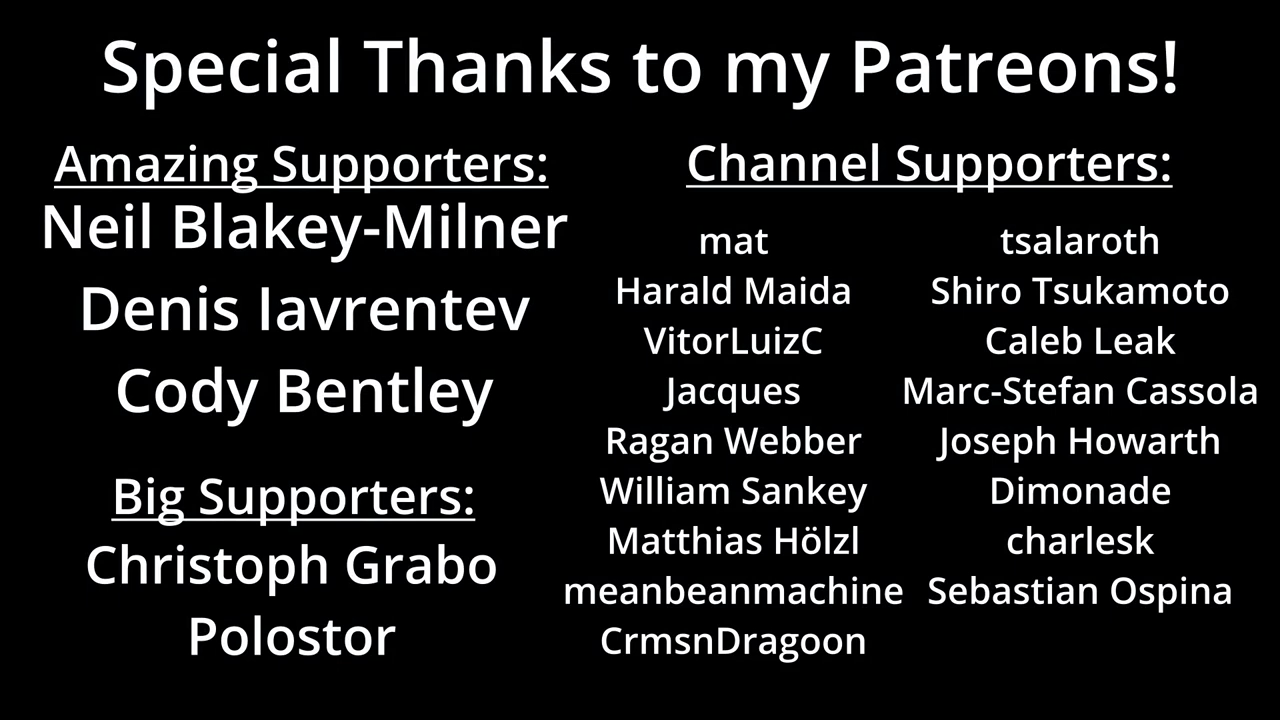 Special Thanks to my Patreons!
Amazing Supporters:
Neil Blakey-Milner
Denis Iavrentev
Cody Bentley
Big Supporters:
Christoph Grabo
Polostor
Channel Supporters:
mat
Harald Maida
VitorLuizC
Jacques
Ragan Webber
William Sankey
Matthias Hölzl
meanbeanmachine
CrmsnDragoon
tsalaroth
Shiro Tsukamoto
Caleb Leak
Marc-Stefan Cassola
Joseph Howarth
Dimonade
charlesk
Sebastian Ospina